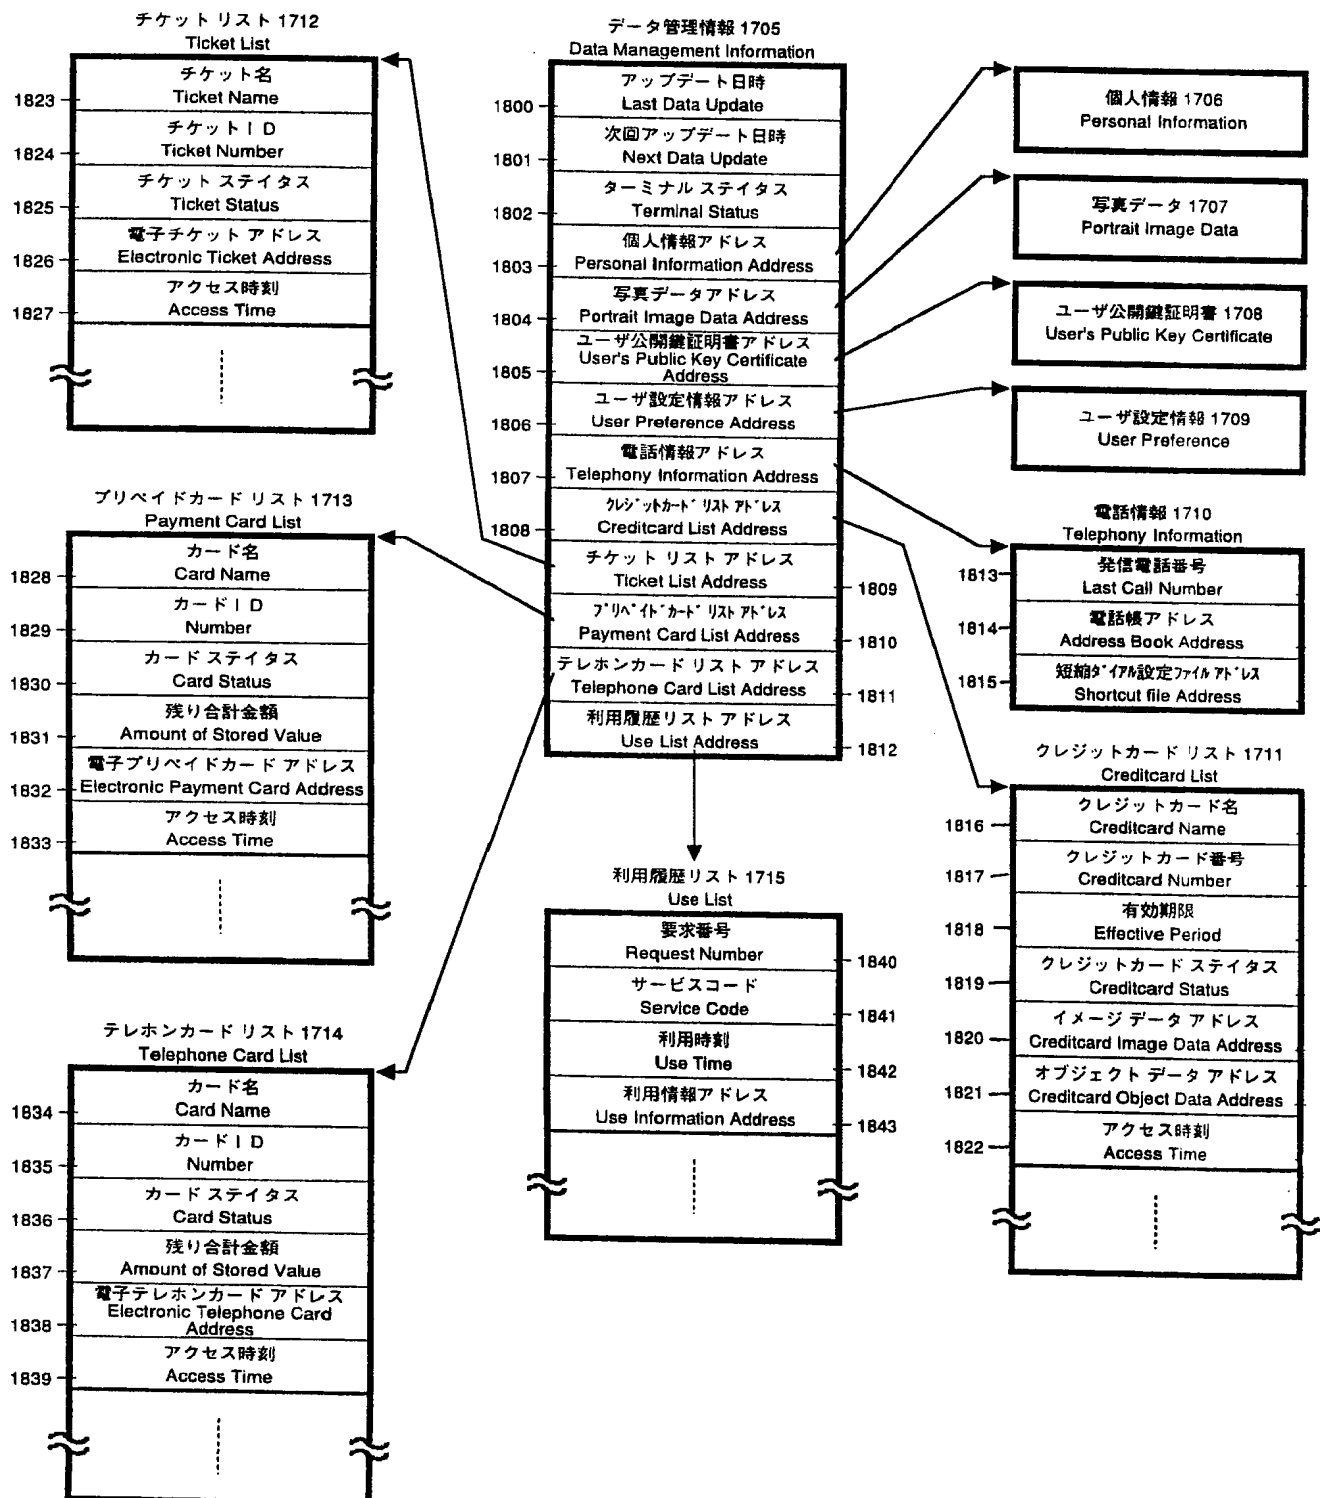 チケット リスト 1712
Ticket List
チケット名
Ticket Name
1823
チケットID
Ticket Number
1824
チケット ステイタス
Ticket Status
1825
電子チケット アドレス
Electronic Ticket Address
1826
アクセス時刻
Access Time
1827
プリペイドカード リスト 1713
Payment Card List
カード名
Card Name
1828
カードID
Number
1829
カード ステイタス
Card Status
1830
残り合計金額
Amount of Stored Value
1831
電子プリペイドカード アドレス
Electronic Payment Card Address
1832
アクセス時刻
Access Time
1833
テレホンカード リスト 1714
Telephone Card List
カード名
Card Name
1834
カードID
Number
1835
カード ステイタス
Card Status
1836
残り合計金額
Amount of Stored Value
1837
電子テレホンカード アドレス
Electronic Telephone Card
Address
1838
アクセス時刻
Access Time
1839
データ管理情報 1705
Data Management Information
アップデート日時
Last Data Update
1800
次回アップデート日時
Next Data Update
1801
ターミナル ステイタス
Terminal Status
1802
個人情報アドレス
Personal Information Address
1803
写真データアドレス
Portrait Image Data Address
1804
ユーザ公開鍵証明書アドレス
User's Public Key Certificate
Address
1805
ユーザ設定情報アドレス
User Preference Address
1806
電話情報アドレス
Telephony Information Address
1807
クレジットカード リスト アドレス
Creditcard List Address
1808
チケット リスト アドレス
Ticket List Address
1809
プリペイドカード リスト アドレス
Payment Card List Address
1810
テレホンカード リスト アドレス
Telephone Card List Address
1811
利用履歴リスト アドレス
Use List Address
1812
利用履歴リスト 1715
Use List
要求番号
Request Number
1840
サービスコード
Service Code
1841
利用時刻
Use Time
1842
利用情報アドレス
Use Information Address
1843
個人情報 1706
Personal Information
写真データ 1707
Portrait Image Data
ユーザ公開鍵証明書 1708
User's Public Key Certificate
ユーザ設定情報 1709
User Preference
電話情報 1710
Telephony Information
発信電話番号
Last Call Number
1813
電話帳アドレス
Address Book Address
1814
短縮ダイアル設定ファイル アドレス
Shortcut file Address
1815
クレジットカード リスト 1711
Creditcard List
クレジットカード名
Creditcard Name
1816
クレジットカード番号
Creditcard Number
1817
有効期限
Effective Period
1818
クレジットカード ステイタス
Creditcard Status
1819
イメージ データ アドレス
Creditcard Image Data Address
1820
オブジェクト データ アドレス
Creditcard Object Data Address
1821
アクセス時刻
Access Time
1822